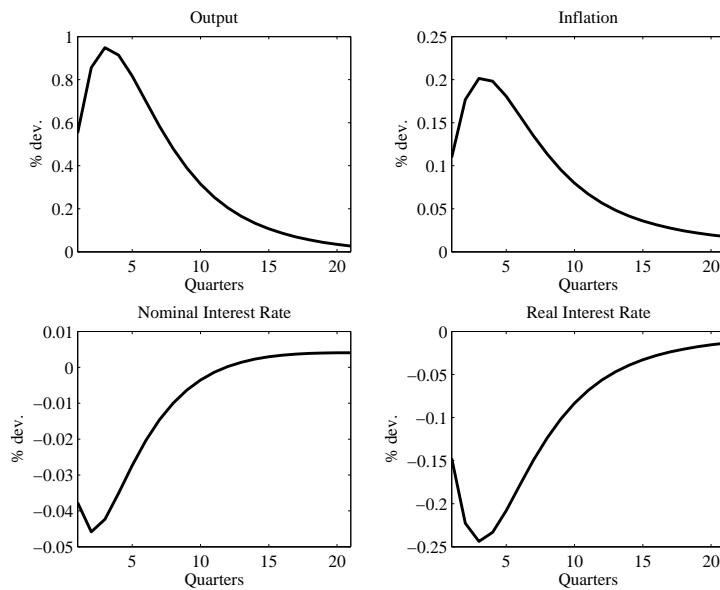 Output
1
0.8
0.6
0.4
0.2
0
% dev.
5 10 15 20
Quarters
Inflation
0.25
0.2
0.15
0.1
0.05
0
% dev.
5 10 15 20
Quarters
Nominal Interest Rate
0.01
0
−0.01
−0.02
−0.03
−0.04
−0.05
% dev.
5 10 15 20
Quarters
Real Interest Rate
0
−0.05
−0.1
−0.15
−0.2
−0.25
% dev.
5 10 15 20
Quarters